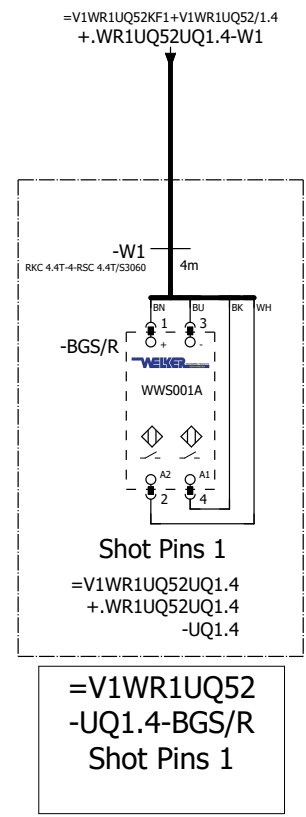 =V1WR1UQ52KF1+V1WR1UQ52/1.4
+.WR1UQ52UQ1.4-W1
-W1
RKC 4.4T-4-RSC 4.4T/S3060
4m
BN BU BK WH
1 3
-BGS/R
+ -
WELKER
WWS001A
A2 A1
2 4
Shot Pins 1
=V1WR1UQ52UQ1.4
+.WR1UQ52UQ1.4
-UQ1.4
=V1WR1UQ52
-UQ1.4-BGS/R
Shot Pins 1